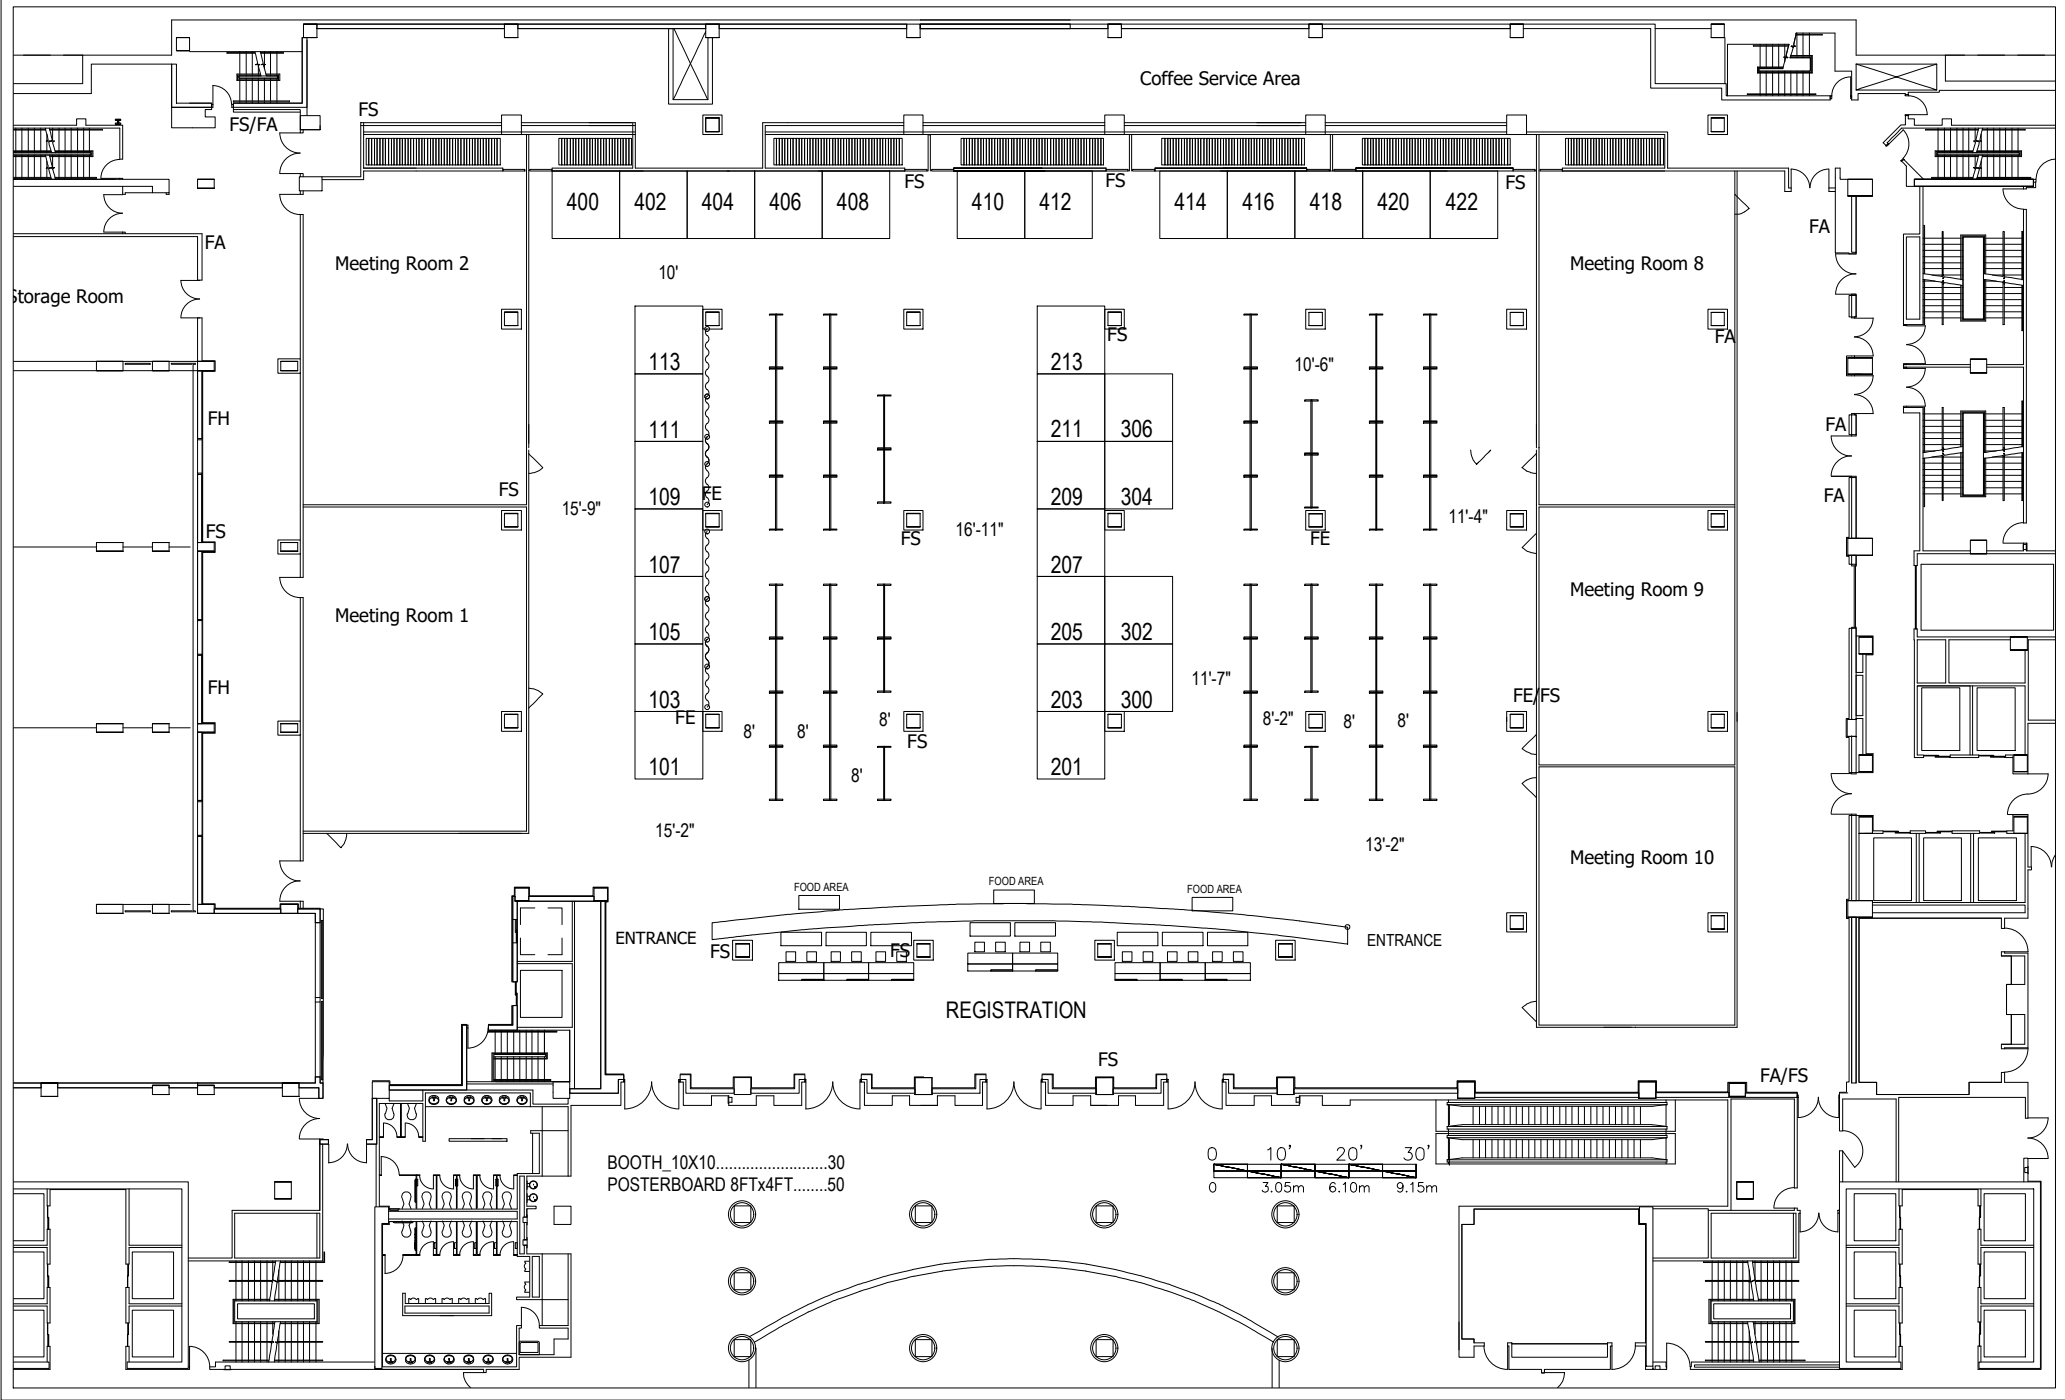 Coffee Service Area
FS
FS/FA
FS
FS
FS
400
402
404
406
408
410
412
414
416
418
420
422
FA
FA
Meeting Room 2
Meeting Room 8
10'
Storage Room
FS
FA
113
213
10'-6"
FH
FA
111
211
306
FS
109
FE
209
304
FA
15'-9"
16'-11"
11'-4"
FS
FS
FE
107
207
Meeting Room 9
Meeting Room 1
105
205
302
11'-7"
FH
103
203
300
FE/FS
FE
8'
8'
8'
FS
8'-2"
8'
8'
101
8'
201
15'-2"
13'-2"
Meeting Room 10
FOOD AREA
FOOD AREA
FOOD AREA
ENTRANCE
ENTRANCE
FS
FS
REGISTRATION
FS
FA/FS
BOOTH_10X10.........................30
POSTERBOARD 8FTx4FT........50
0 10' 20' 30'
0 3.05m 6.10m 9.15m